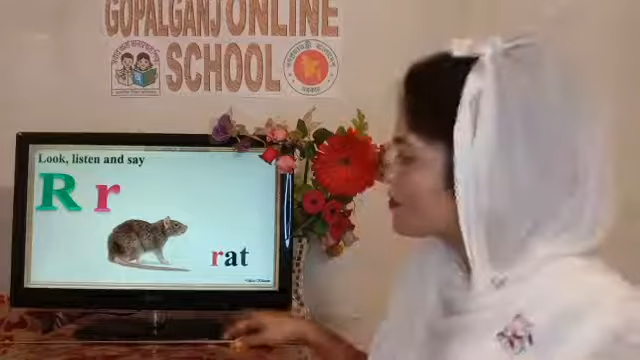 GOPALGANJ ONLINE
SCHOOL
Look, listen and say
R r
rat